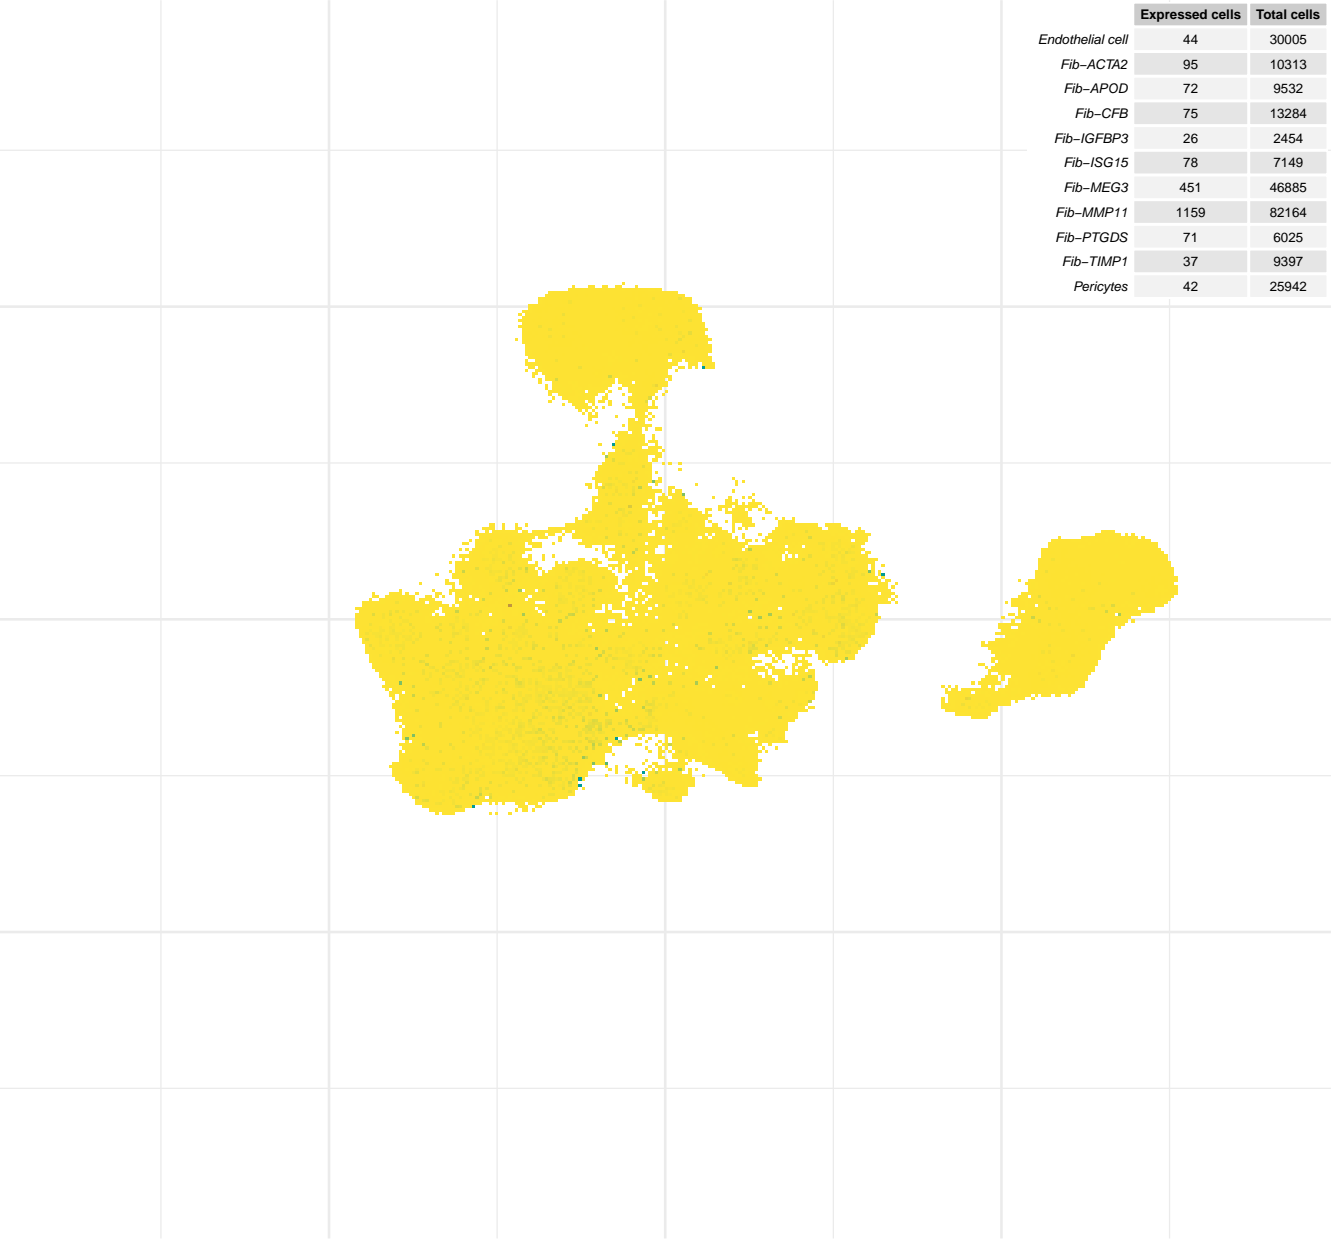 Expressed cells Total cells
Endothelial cell 44 30005
Fib−ACTA2 95 10313
Fib−APOD 72 9532
Fib−CFB 75 13284
Fib−IGFBP3 26 2454
Fib−ISG15 78 7149
Fib−MEG3 451 46885
Fib−MMP11 1159 82164
Fib−PTGDS 71 6025
Fib−TIMP1 37 9397
Pericytes 42 25942